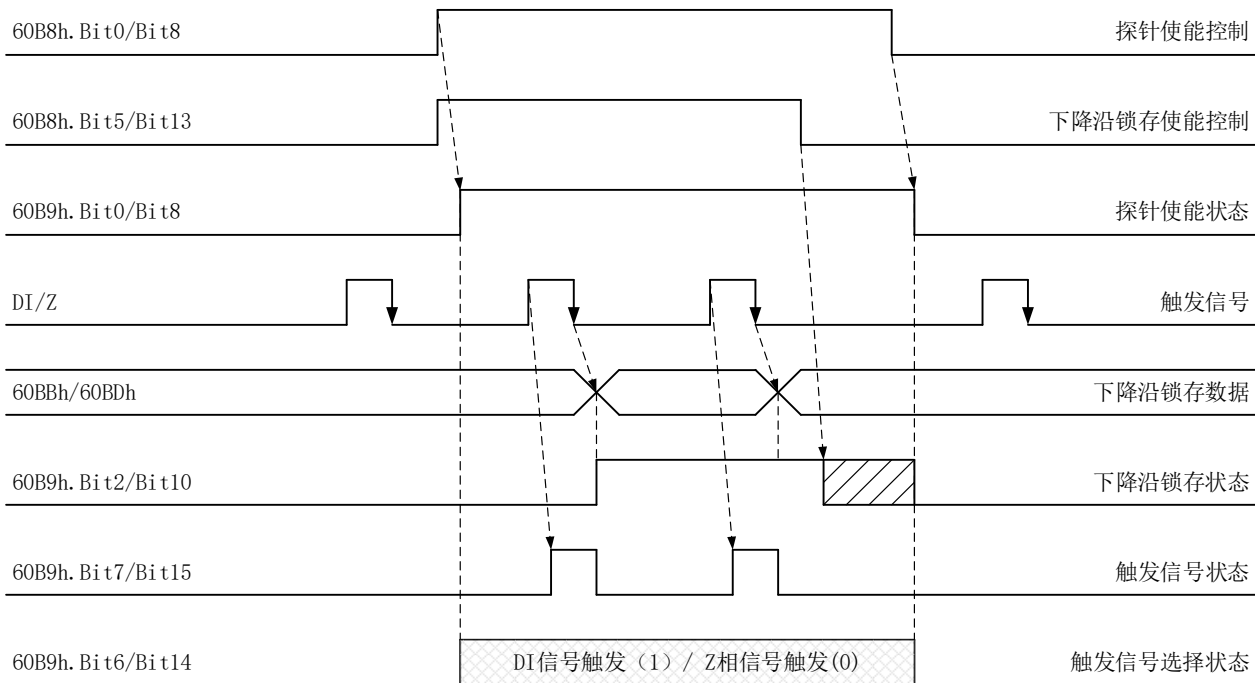 60B8h.Bit0/Bit8 探针使能控制
60B8h.Bit5/Bit13 下降沿锁存使能控制
60B9h.Bit0/Bit8 探针使能状态
DI/Z 触发信号
60BBh/60BDh 下降沿锁存数据
60B9h.Bit2/Bit10 下降沿锁存状态
60B9h.Bit7/Bit15 触发信号状态
60B9h.Bit6/Bit14 DI信号触发（1）/ Z相信号触发(0) 触发信号选择状态